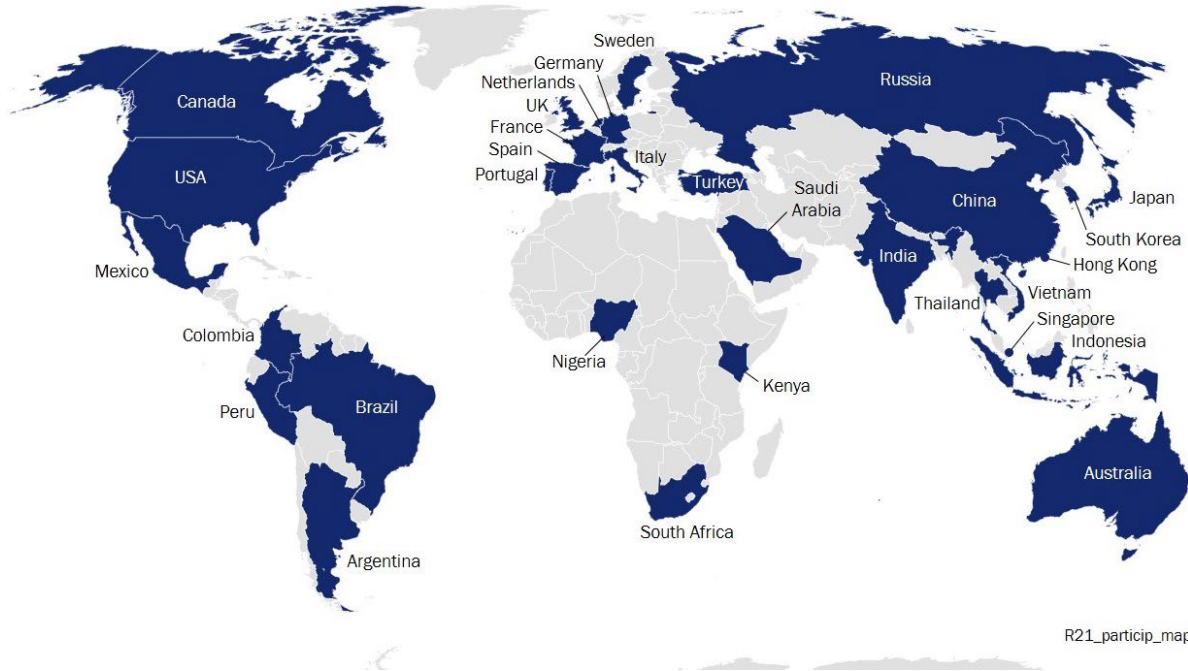 Sweden
Germany
Netherlands
UK
France
Spain
Portugal
Italy
Turkey
Russia
Canada
USA
Mexico
Saudi
Arabia
China
Japan
South Korea
Hong Kong
India
Thailand
Vietnam
Singapore
Indonesia
Colombia
Peru
Brazil
Argentina
Nigeria
Kenya
South Africa
Australia
R21_particip_map